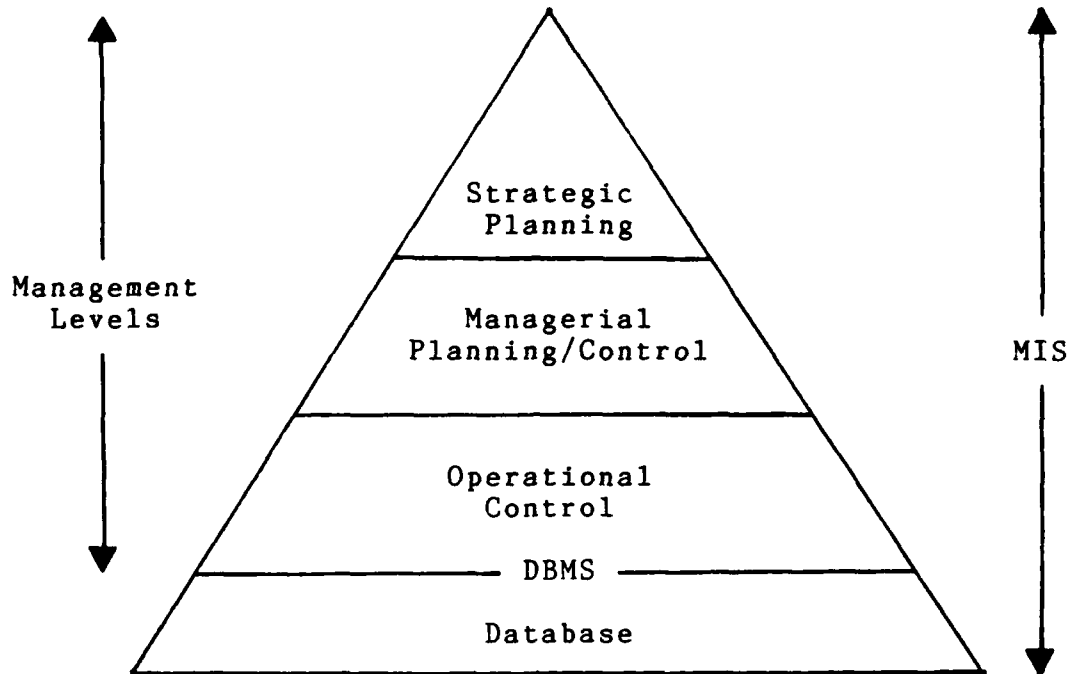 Strategic
Planning
Management
Levels
Managerial
Planning/Control
MIS
Operational
Control
DBMS
Database